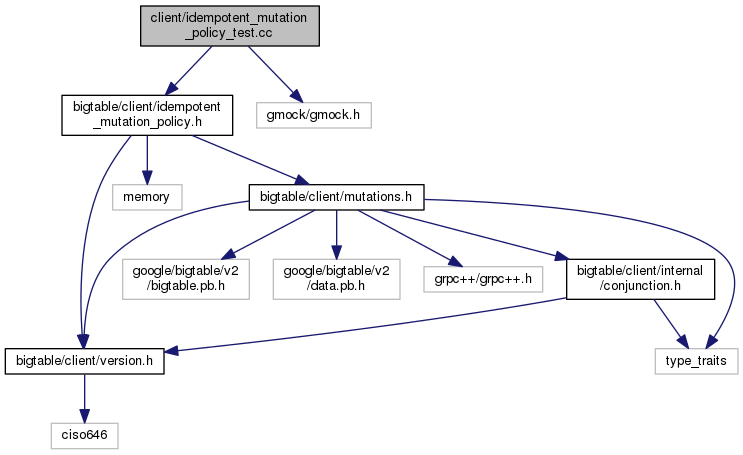 client/idempotent_mutation
_policy_test.cc
bigtable/client/idempotent
_mutation_policy.h
gmock/gmock.h
memory
bigtable/client/mutations.h
google/bigtable/v2
/bigtable.pb.h
google/bigtable/v2
/data.pb.h
grpc++/grpc++.h
bigtable/client/internal
/conjunction.h
bigtable/client/version.h
type_traits
ciso646